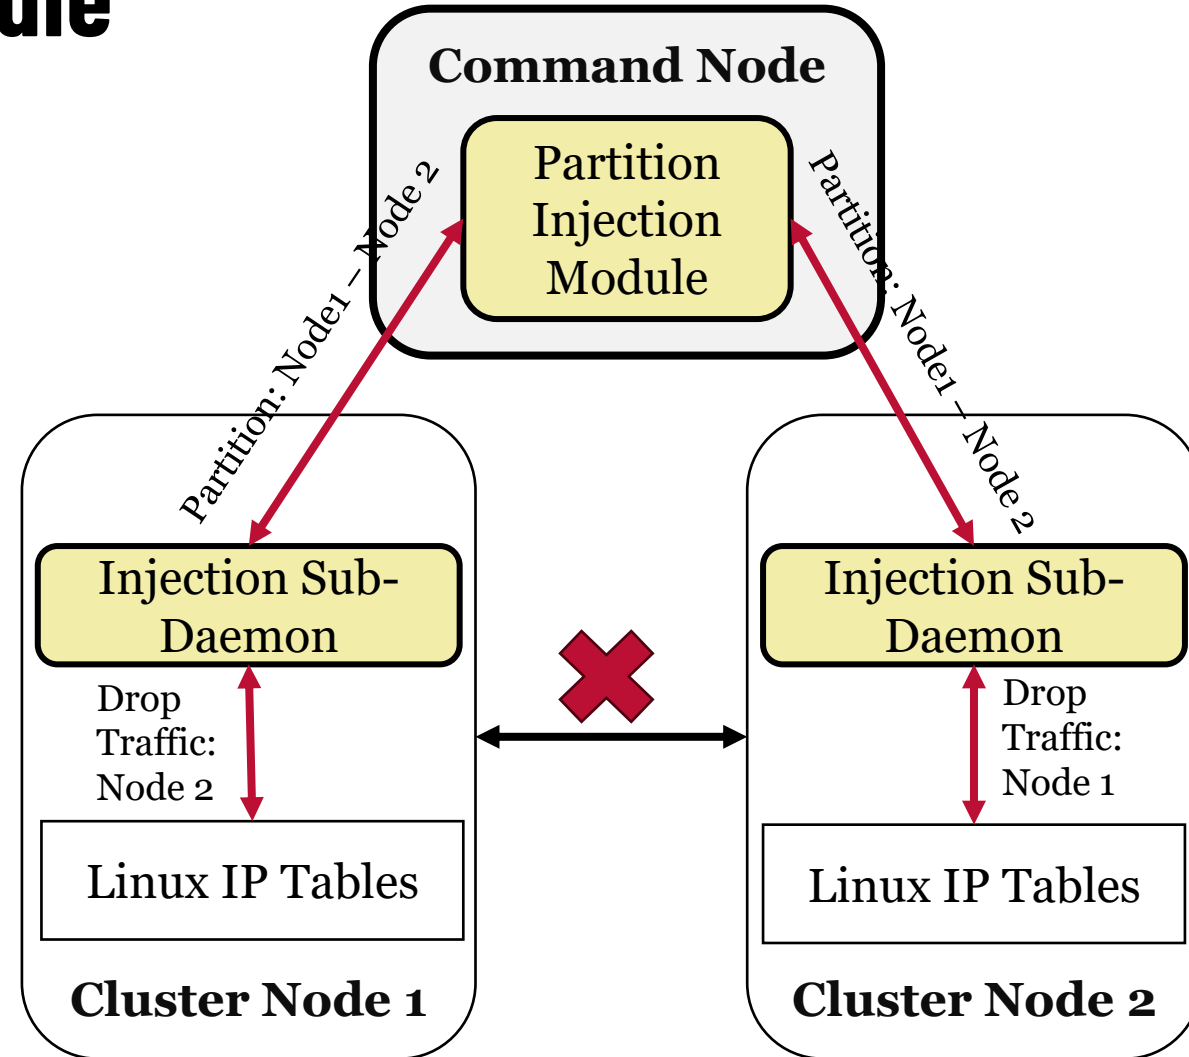 Command Node
Partition
Injection
Module
Partition: Node1 – Node 2
Partition: Node1 – Node 2
Injection Sub-
Daemon
Drop
Traffic:
Node 2
Linux IP Tables
Cluster Node 1
Injection Sub-
Daemon
Drop
Traffic:
Node 1
Linux IP Tables
Cluster Node 2